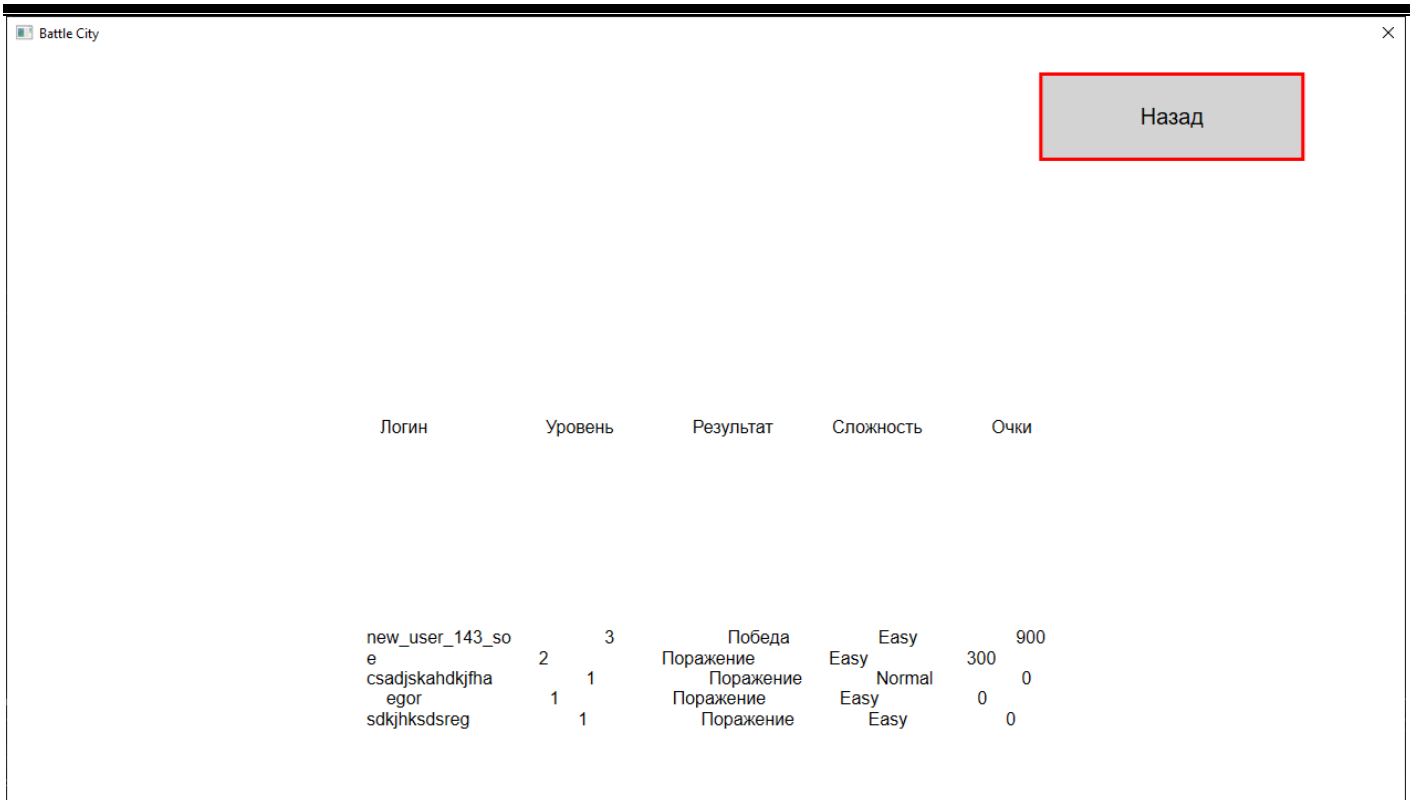 Battle City
Назад
Логин Уровень Результат Сложность Очки
new_user_143_so 3 Победа Easy 900
e 2 Поражение Easy 300
csadjskahdkjfha 1 Поражение Normal 0
egor 1 Поражение Easy 0
sdkjhksdsreg 1 Поражение Easy 0